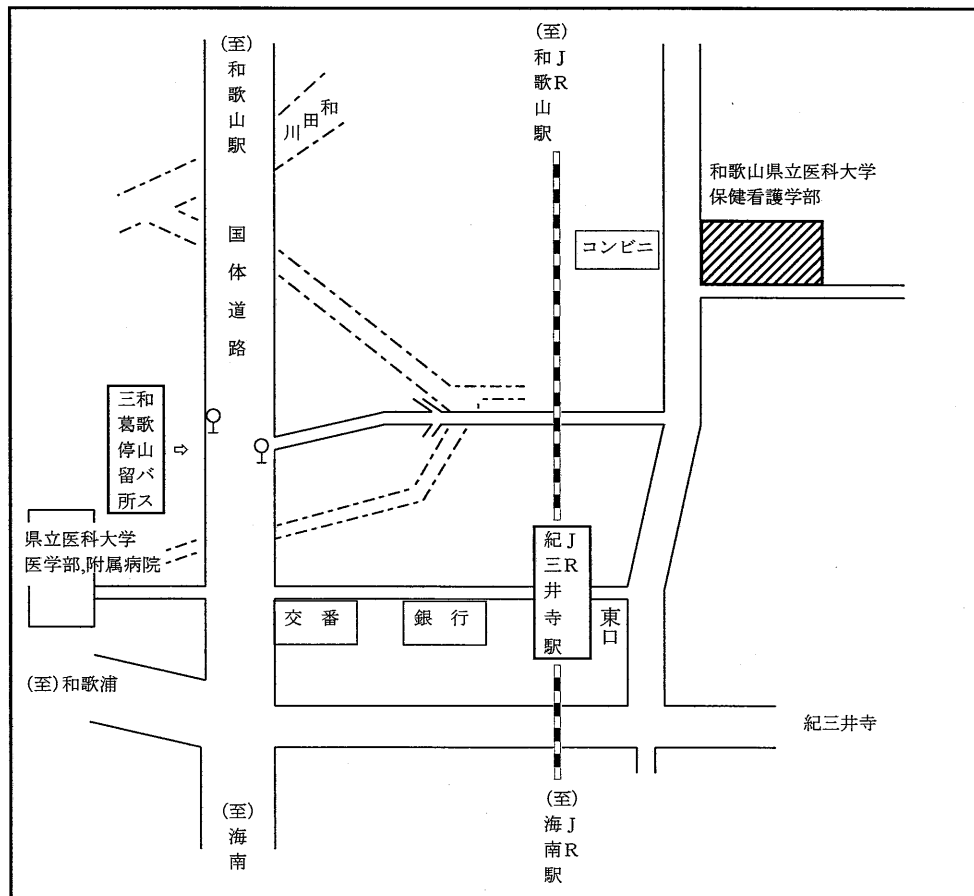 (至)和歌山駅
(至)JR和歌山駅
和田川
和歌山県立医科大学
保健看護学部
コンビニ
国体道路
和歌山バス
三葛停留所
⇨
県立医科大学
医学部,附属病院
JR
紀三井寺駅
東口
交番
銀行
(至)和歌浦
紀三井寺
(至)海南
(至)JR海南駅